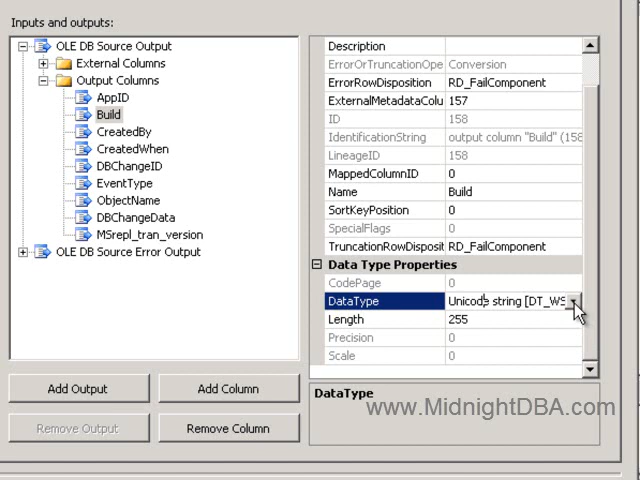 Inputs and outputs:
OLE DB Source Output
External Columns
Output Columns
AppID
Build
CreatedBy
CreatedWhen
DBChangeID
EventType
ObjectName
DBChangeData
MSrepl_tran_version
OLE DB Source Error Output
Description
ErrorOrTruncationOpe Conversion
ErrorRowDisposition RD_FailComponent
ExternalMetadataColu 157
ID 158
IdentificationString output column "Build" (158
LineageID 158
MappedColumnID 0
Name Build
SortKeyPosition 0
SpecialFlags 0
TruncationRowDisposit RD_FailComponent
Data Type Properties
CodePage 0
DataType Unicode string [DT_WS
Length 255
Precision 0
Scale 0
Add Output Add Column
Remove Output Remove Column
DataType
www.MidnightDBA.com